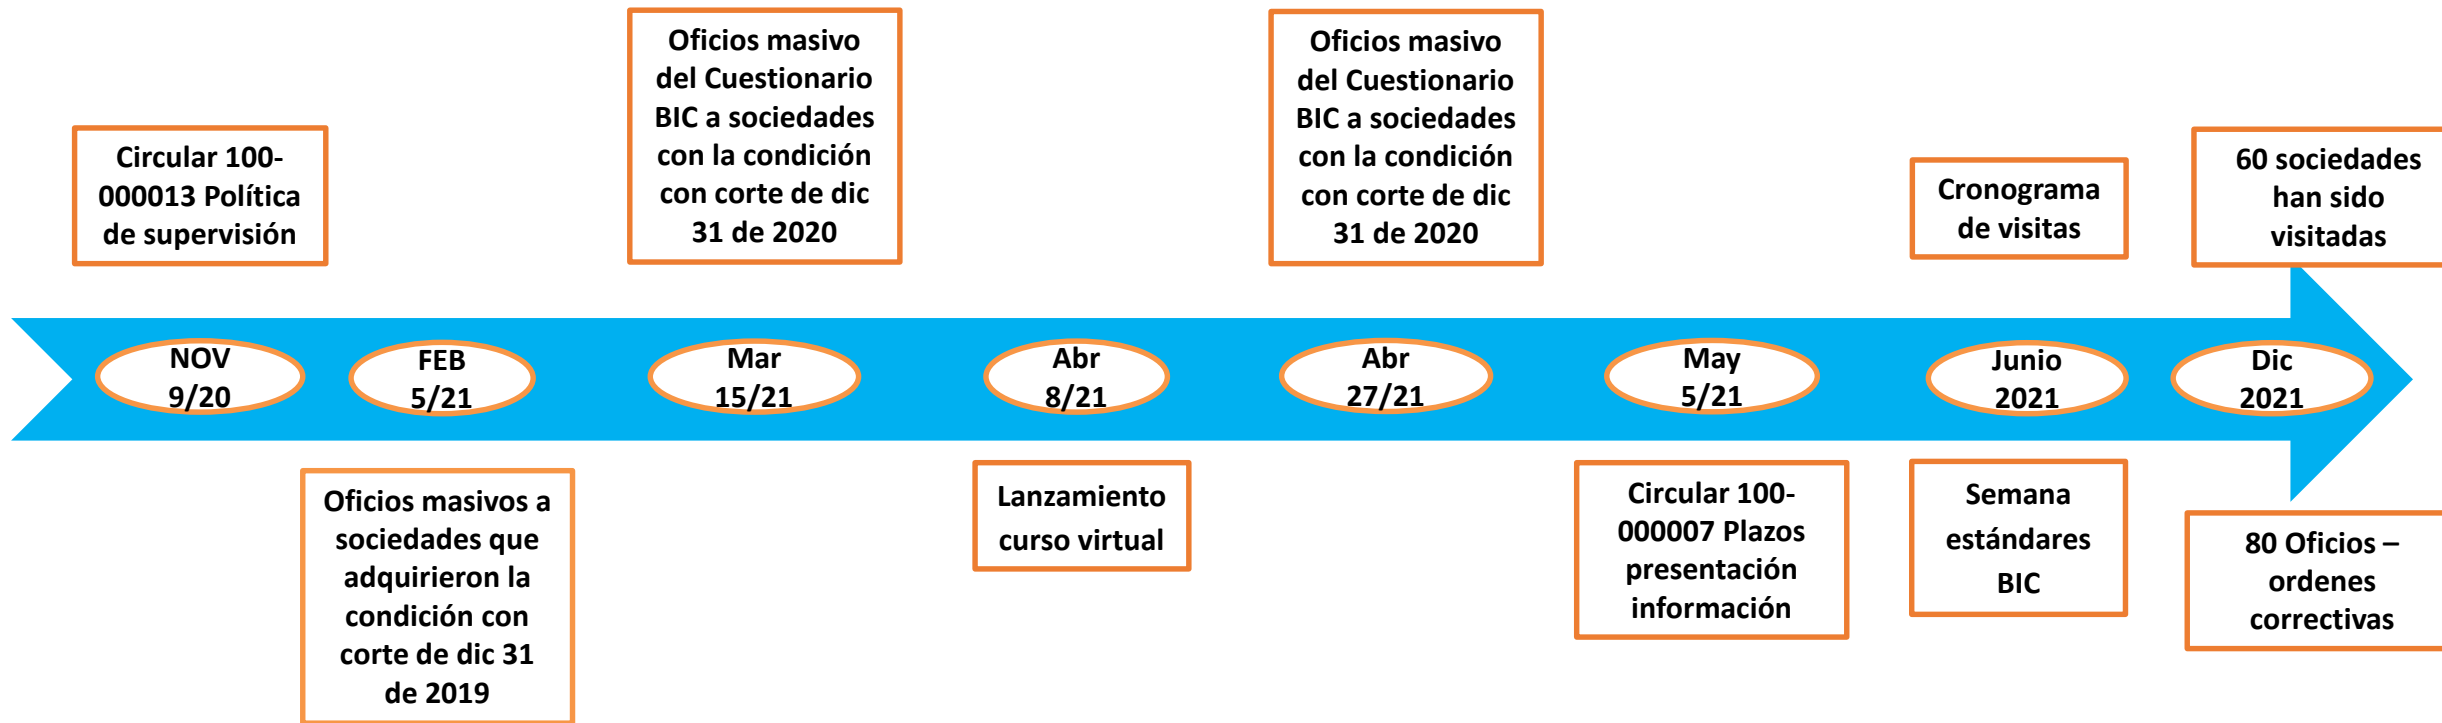 Circular 100-
000013 Política
de supervisión
Oficios masivo
del Cuestionario
BIC a sociedades
con la condición
con corte de dic
31 de 2020
Oficios masivo
del Cuestionario
BIC a sociedades
con la condición
con corte de dic
31 de 2020
Cronograma
de visitas
60 sociedades
han sido
visitadas
NOV
9/20
FEB
5/21
Mar
15/21
Abr
8/21
Abr
27/21
May
5/21
Junio
2021
Dic
2021
Oficios masivos a
sociedades que
adquirieron la
condición con
corte de dic 31
de 2019
Lanzamiento
curso virtual
Circular 100-
000007 Plazos
presentación
información
Semana
estándares
BIC
80 Oficios –
ordenes
correctivas